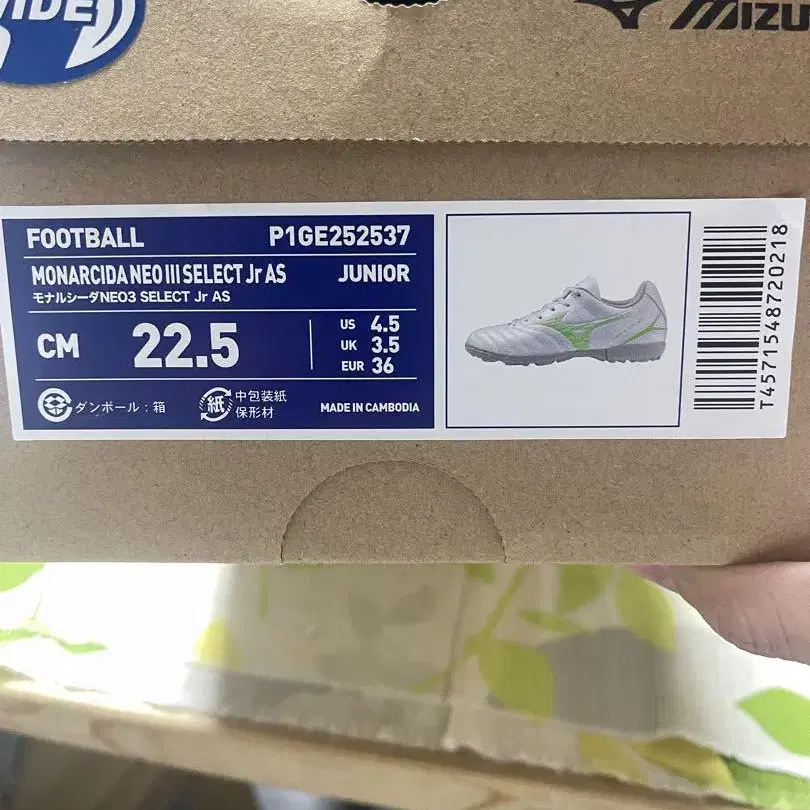 WIDE
MIZU
FOOTBALL P1GE252537
MONARCIDA NEO III SELECT Jr AS JUNIOR
モナルシーダNEO3 SELECT Jr AS
CM 22.5
US 4.5
UK 3.5
EUR 36
ダンボール：箱
紙 中包装紙
保形材
MADE IN CAMBODIA
T4571548720218